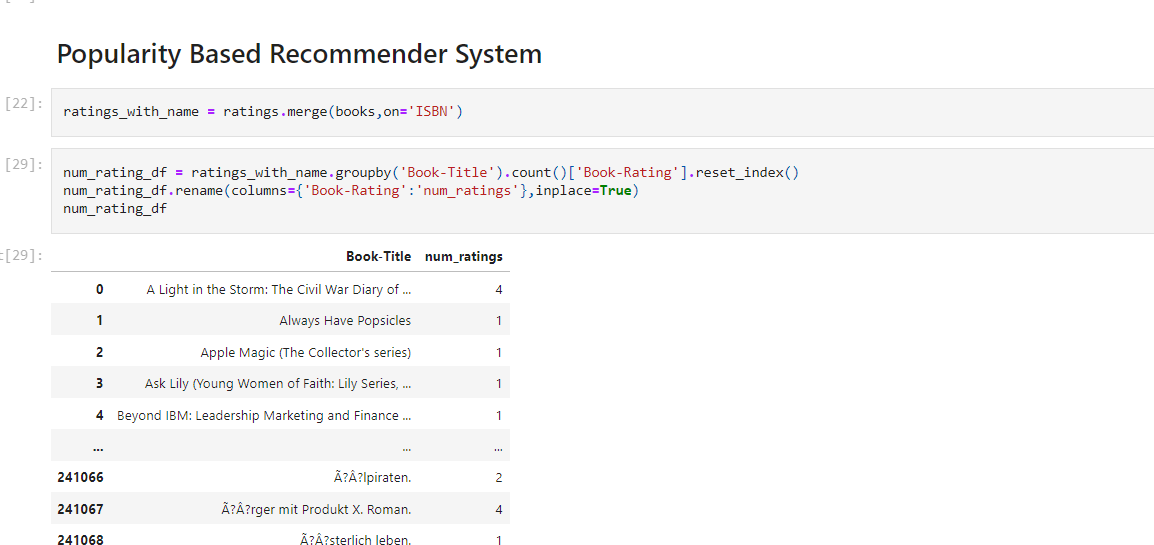 Popularity Based Recommender System
[22]: ratings_with_name = ratings.merge(books,on='ISBN')
[29]: num_rating_df = ratings_with_name.groupby('Book-Title').count()['Book-Rating'].reset_index()
num_rating_df.rename(columns={'Book-Rating':'num_ratings'},inplace=True)
num_rating_df
t[29]: Book-Title num_ratings
0 A Light in the Storm: The Civil War Diary of ... 4
1 Always Have Popsicles 1
2 Apple Magic (The Collector's series) 1
3 Ask Lily (Young Women of Faith: Lily Series, ... 1
4 Beyond IBM: Leadership Marketing and Finance ... 1
... ... ...
241066 Ã?Â?lpiraten. 2
241067 Ã?Â?rger mit Produkt X. Roman. 4
241068 Ã?Â?sterlich leben. 1